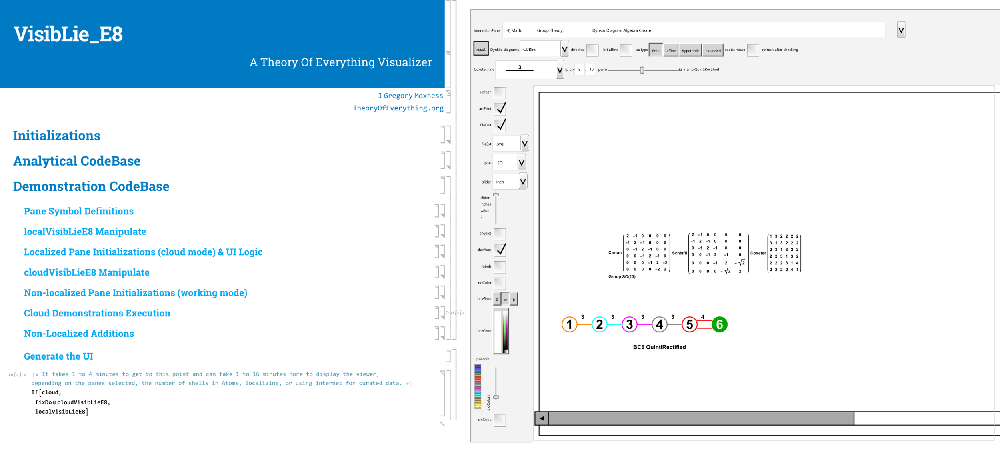 VisibLie_E8
A Theory Of Everything Visualizer
J Gregory Moxness
TheoryOfEverything.org
Initializations
Analytical CodeBase
Demonstration CodeBase
Pane Symbol Definitions
localVisibLieE8 Manipulate
Localized Pane Initializations (cloud mode) & UI Logic
cloudVisibLieE8 Manipulate
Non-localized Pane Initializations (working mode)
Cloud Demonstrations Execution
Non-Localized Additions
Generate the UI
In[∘]:= (* It takes 1 to 4 minutes to get to this point and can take 1 to 16 minutes more to display the viewer,
depending on the panes selected, the number of shells in Atoms, localizing, or using internet for curated data. *)
If[cloud,
fixDo@cloudVisibLieE8,
localVisibLieE8]
Out[∘]=
interactionPane 4) Math: Group Theory: Dynkin Diagram Algebra Create
reset Dynkin: diagrams CUBE6 directed left affine as type finite affine hyperbolic extended roots+Hasse refresh after checking
Coxeter: line 3 {p,q}= 8 , 10 perm 32 name QuintiRectified
refresh
artPrint
fileOut
fileExt .svg
p3D 2D
slider inch
slider
inches
value
7
physics
shwAxes
labels
noColor
bckGrnd 0 w b
bckGrnd
pGrad0
oldColors
srcCode
Cartan
2 −1 0 0 0 0
−1 2 −1 0 0 0
0 −1 2 −1 0 0
0 0 −1 2 −1 0
0 0 0 −1 2 −2
0 0 0 0 −2 2
Schlafli
2 −1 0 0 0 0
−1 2 −1 0 0 0
0 −1 2 −1 0 0
0 0 −1 2 −1 0
0 0 0 −1 2 −√2
0 0 0 0 −√2 2
Coxeter
1 3 2 2 2 2
3 1 3 2 2 2
2 3 1 3 2 2
2 2 3 1 3 2
2 2 2 3 1 4
2 2 2 2 4 1
Group SO(13)
3 3 3 3 4
1 2 3 4 5 6
BC6 QuintiRectified